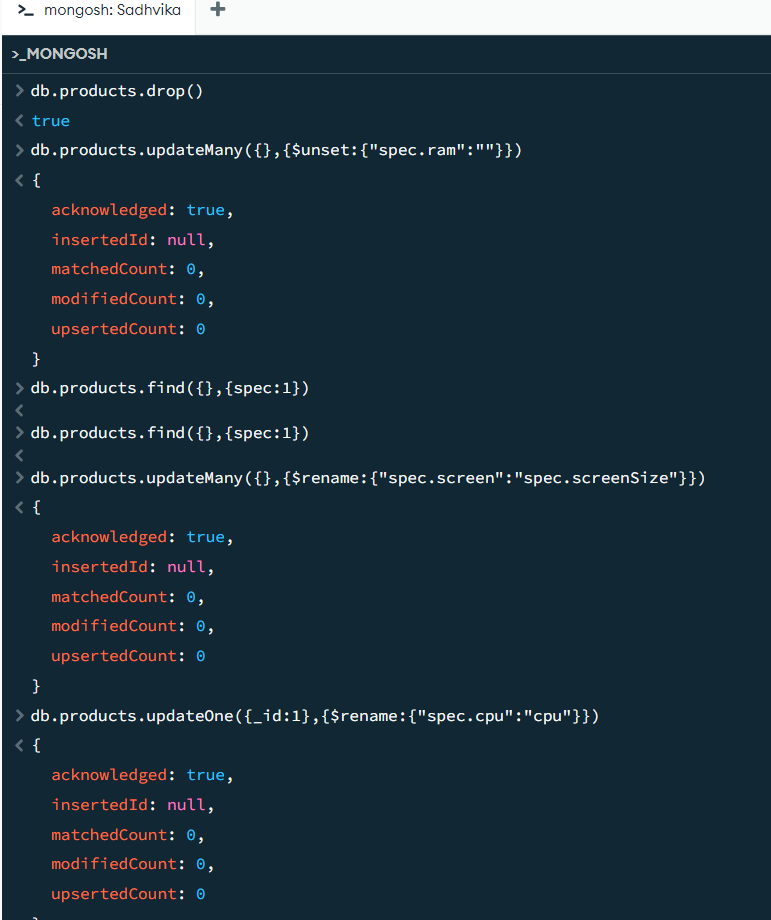 >_ mongosh: Sadhvika +
>_MONGOSH
> db.products.drop()
< true
> db.products.updateMany({},{$unset:{"spec.ram":""}})
< {
acknowledged: true,
insertedId: null,
matchedCount: 0,
modifiedCount: 0,
upsertedCount: 0
}
> db.products.find({},{spec:1})
<
> db.products.find({},{spec:1})
<
> db.products.updateMany({},{$rename:{"spec.screen":"spec.screenSize"}})
< {
acknowledged: true,
insertedId: null,
matchedCount: 0,
modifiedCount: 0,
upsertedCount: 0
}
> db.products.updateOne({_id:1},{$rename:{"spec.cpu":"cpu"}})
< {
acknowledged: true,
insertedId: null,
matchedCount: 0,
modifiedCount: 0,
upsertedCount: 0